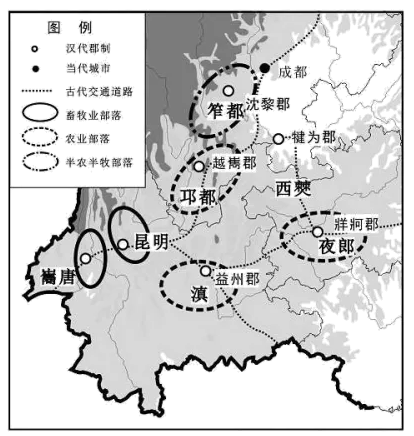 图 例
汉代郡制
当代城市
古代交通道路
畜牧业部落
农业部落
半农半牧部落
成都
笮都
沈黎郡
犍为郡
越嶲郡
西僰
邛都
牂牁郡
昆明
夜郎
巂唐
益州郡
滇